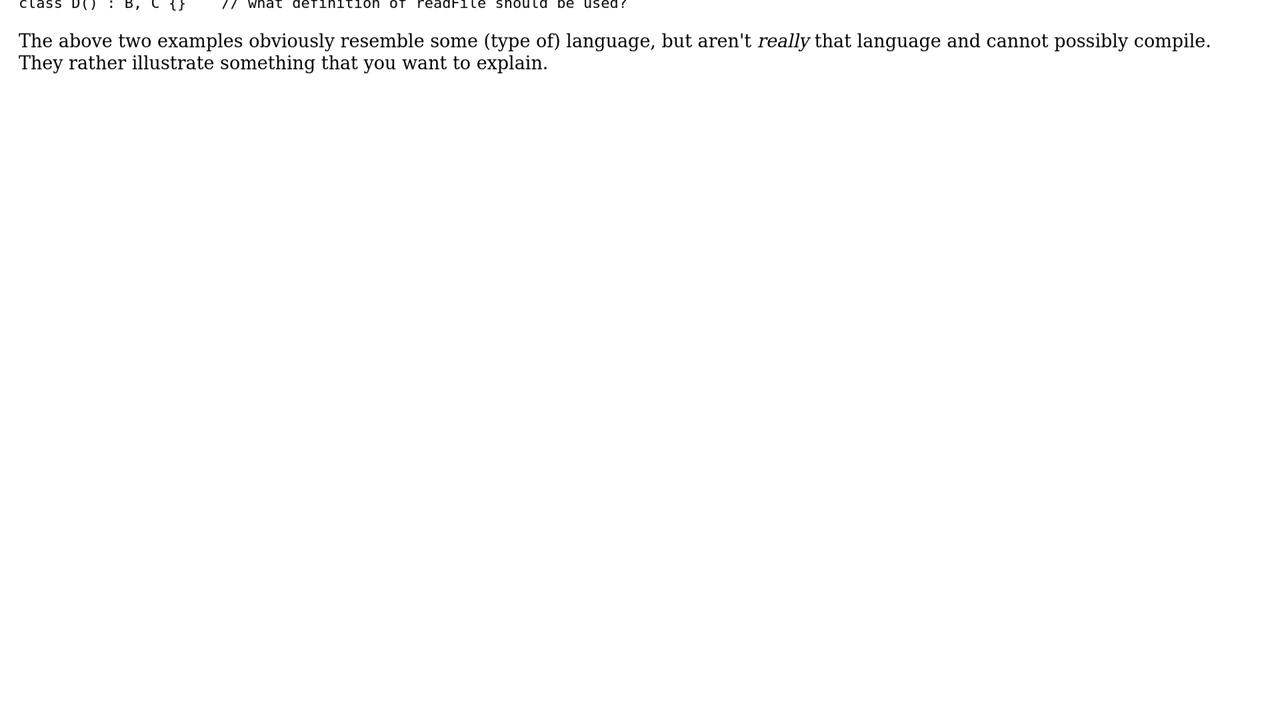 class D() : B, C {}    // what definition of readFile should be used?
The above two examples obviously resemble some (type of) language, but aren't really that language and cannot possibly compile.
They rather illustrate something that you want to explain.